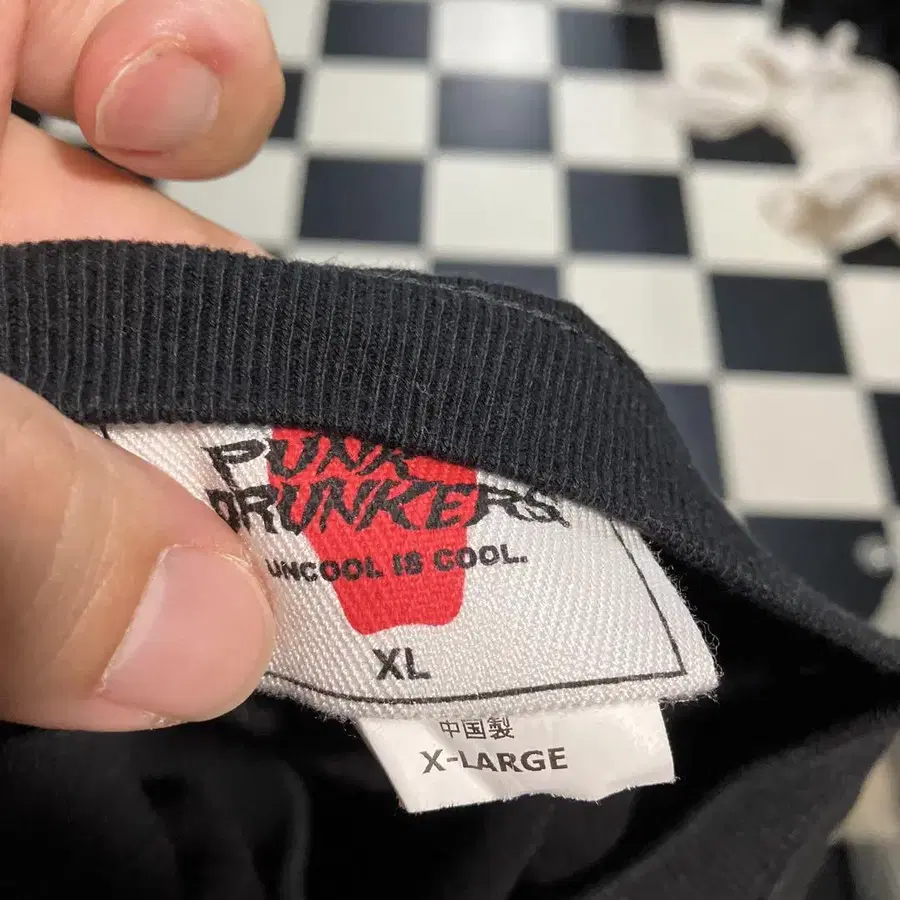 PUNK
DRUNKERS
UNCOOL IS COOL.
XL
中国製
X-LARGE